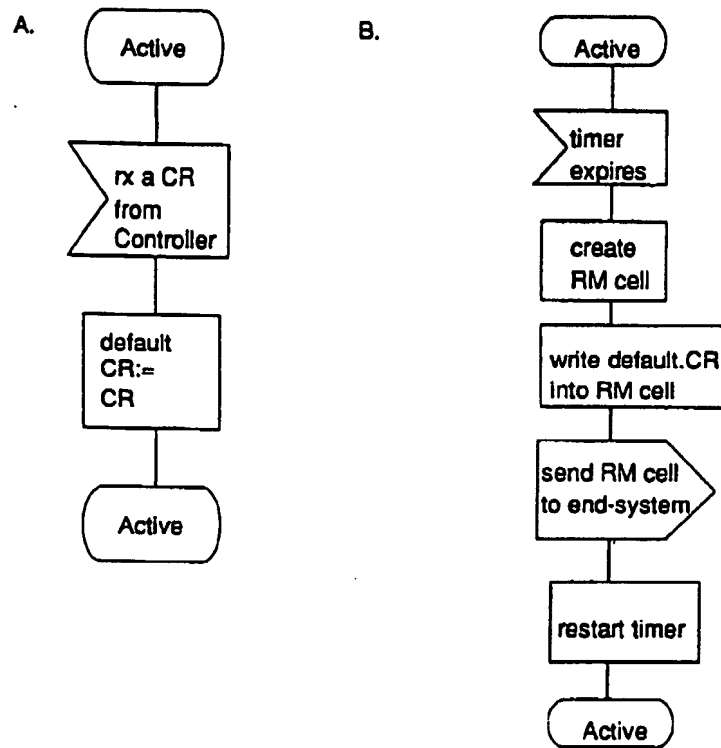 A.
Active
rx a CR
from
Controller
default
CR:=
CR
Active
B.
Active
timer
expires
create
RM cell
write default.CR
into RM cell
send RM cell
to end-system
restart timer
Active